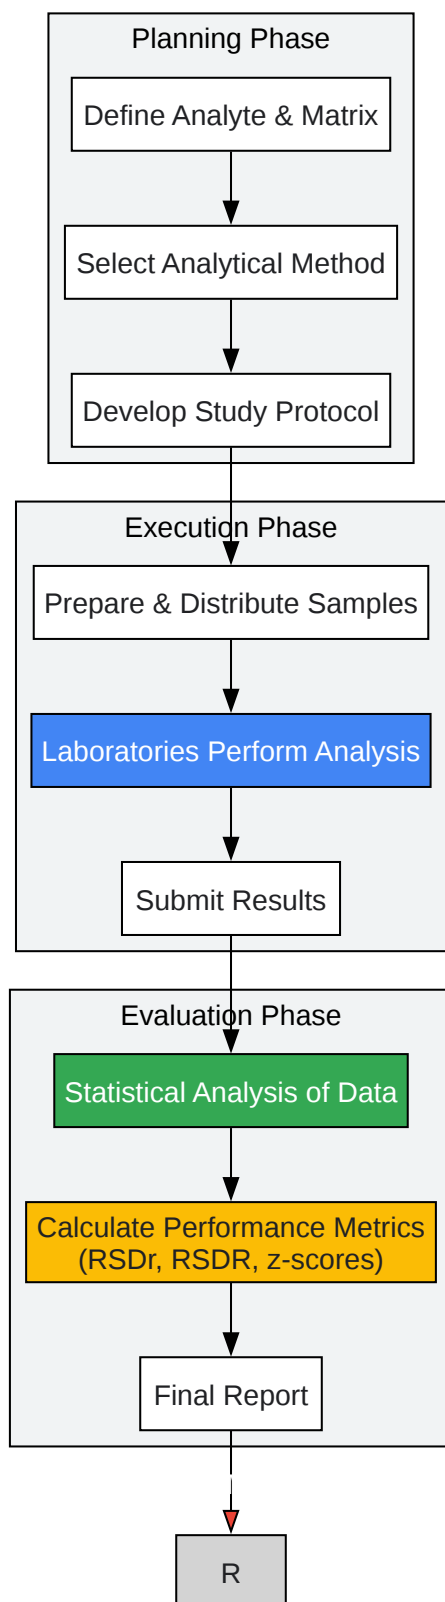 Planning Phase
Define Analyte & Matrix
Select Analytical Method
Develop Study Protocol
Execution Phase
Prepare & Distribute Samples
Laboratories Perform Analysis
Submit Results
Evaluation Phase
Statistical Analysis of Data
Calculate Performance Metrics
(RSDr, RSDR, z-scores)
Final Report
R